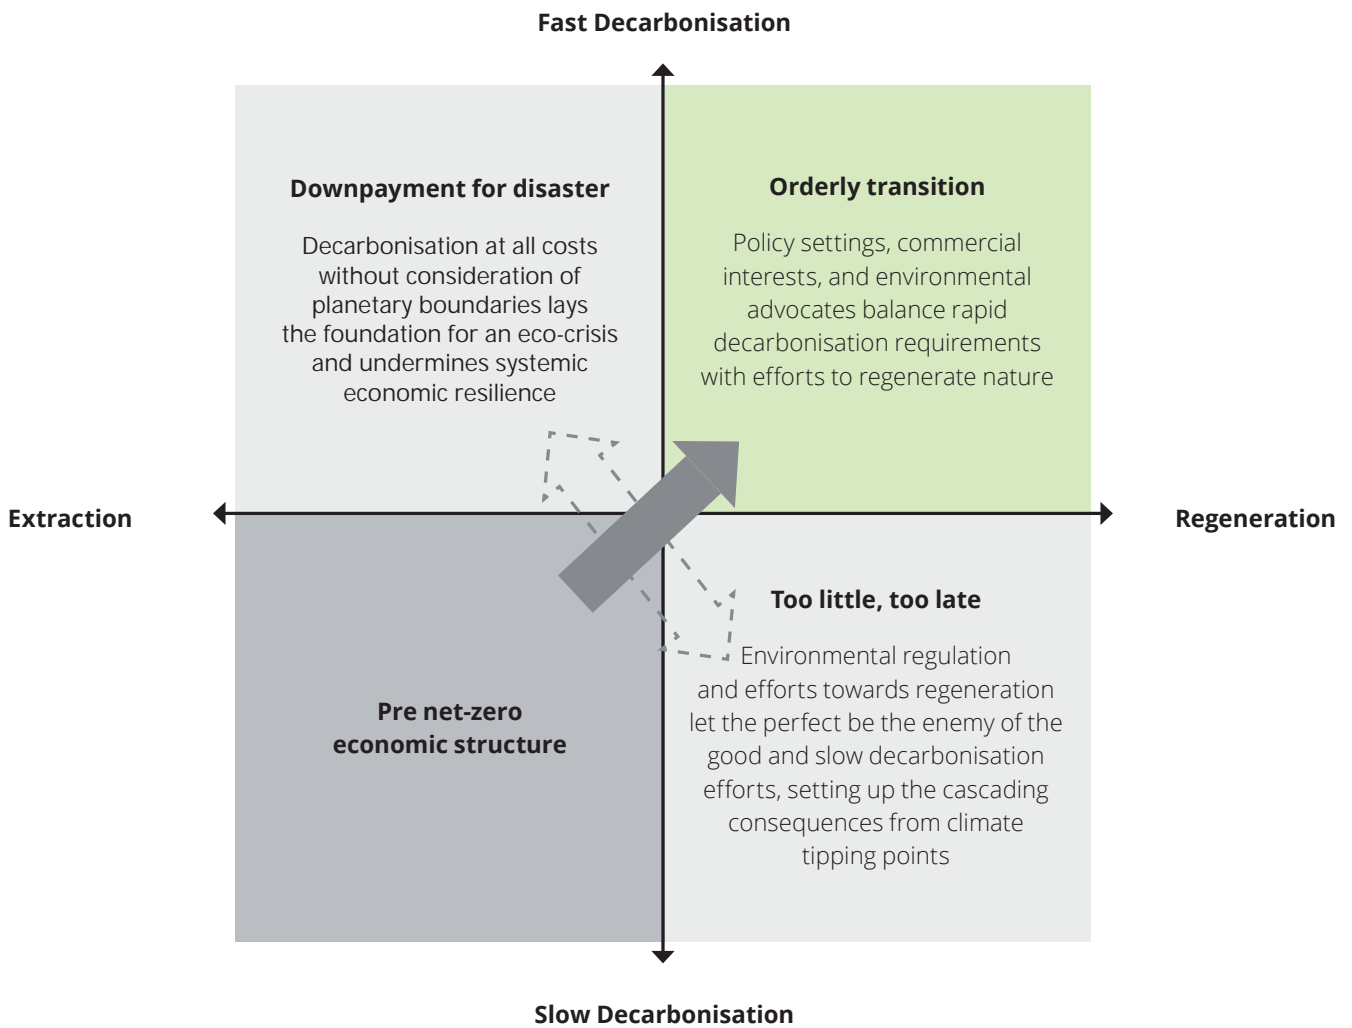 Fast Decarbonisation
Downpayment for disaster
Decarbonisation at all costs
without consideration of
planetary boundaries lays
the foundation for an eco-crisis
and undermines systemic
economic resilience
Orderly transition
Policy settings, commercial
interests, and environmental
advocates balance rapid
decarbonisation requirements
with efforts to regenerate nature
Extraction
Regeneration
Pre net-zero
economic structure
Too little, too late
Environmental regulation
and efforts towards regeneration
let the perfect be the enemy of the
good and slow decarbonisation
efforts, setting up the cascading
consequences from climate
tipping points
Slow Decarbonisation